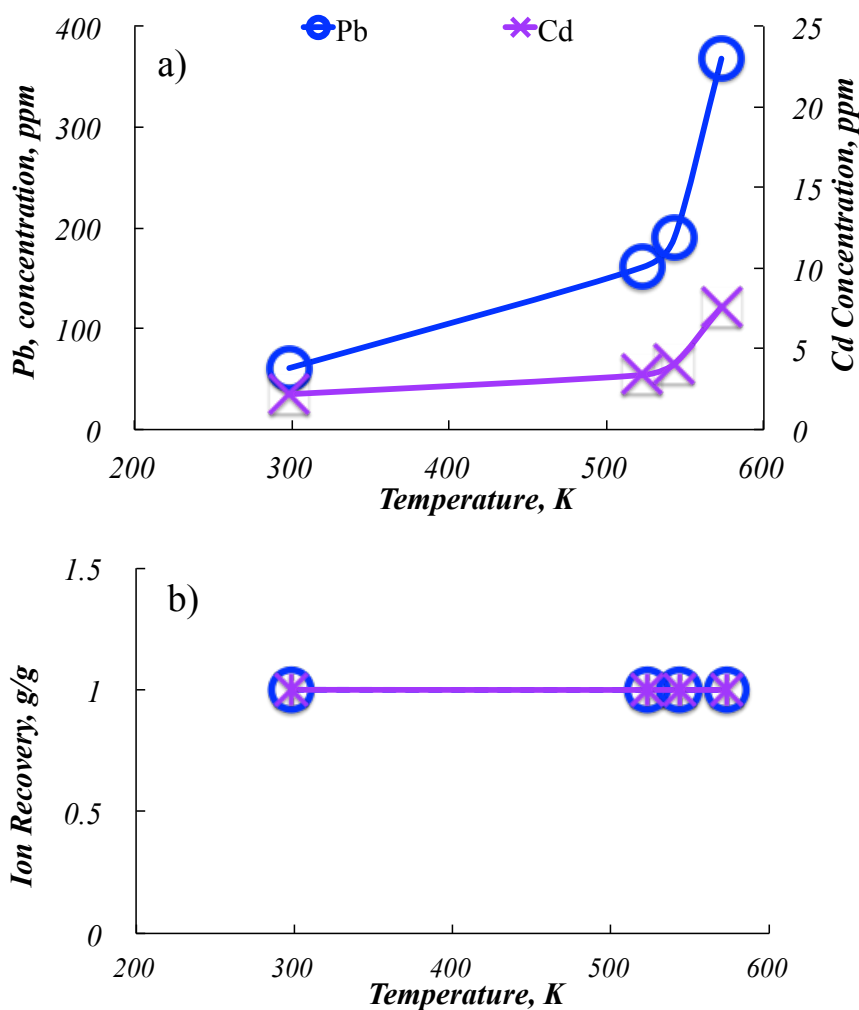 Pb Cd
a)
400
300
200
100
0
Pb, concentration, ppm
25
20
15
10
5
0
Cd Concentration, ppm
200 300 400 500 600
Temperature, K
b)
1.5
1
0.5
0
Ion Recovery, g/g
200 300 400 500 600
Temperature, K